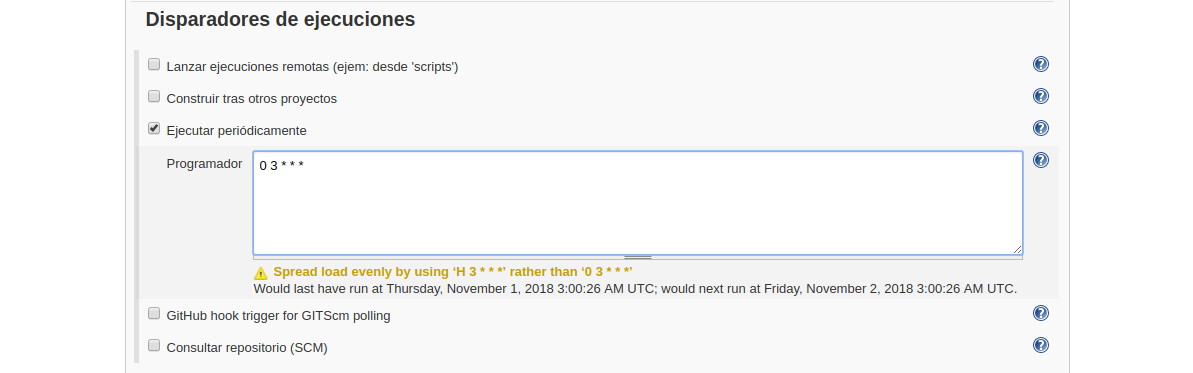 Disparadores de ejecuciones
Lanzar ejecuciones remotas (ejem: desde 'scripts')
Construir tras otros proyectos
Ejecutar periódicamente
Programador
0 3 * * *
Spread load evenly by using ‘H 3 * * *’ rather than ‘0 3 * * *’
Would last have run at Thursday, November 1, 2018 3:00:26 AM UTC; would next run at Friday, November 2, 2018 3:00:26 AM UTC.
GitHub hook trigger for GITScm polling
Consultar repositorio (SCM)